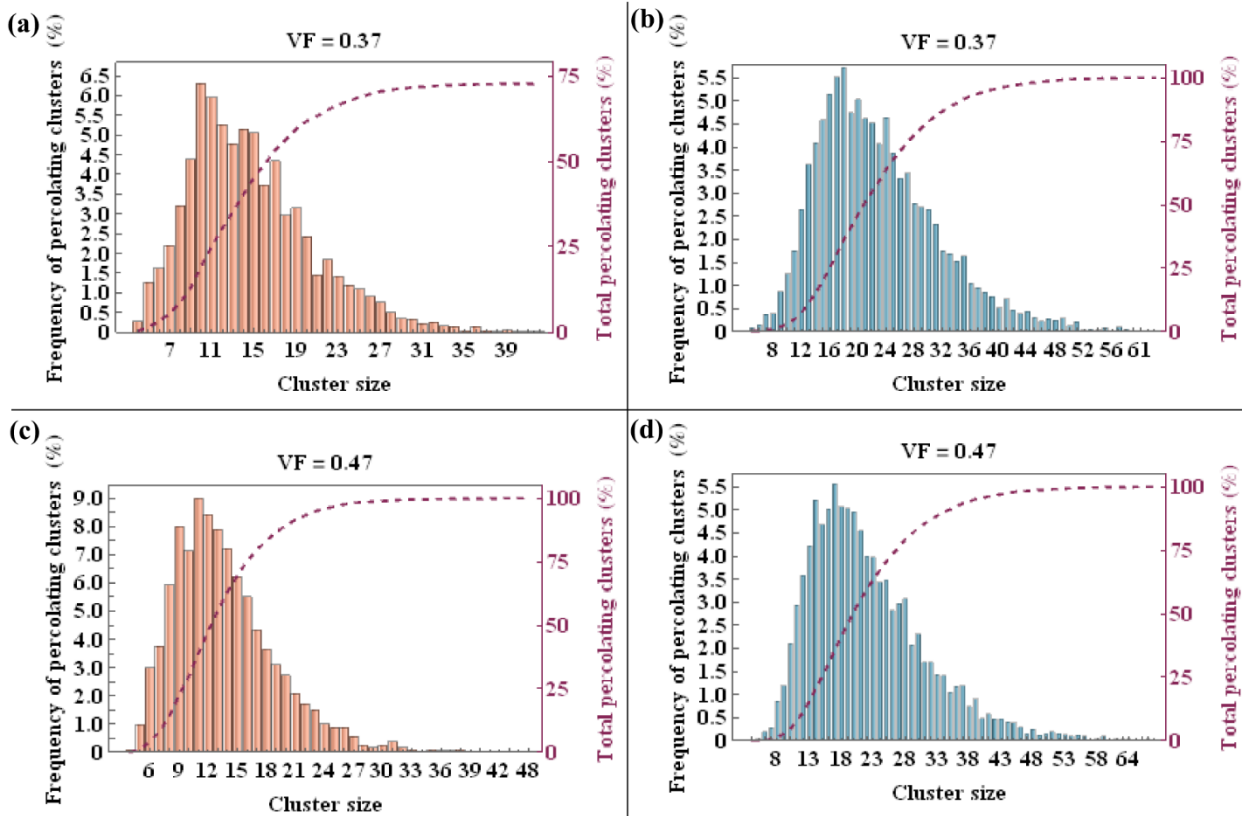 (a)
VF = 0.37
Frequency of percolating clusters (%)
6.5
6.0
5.5
5.0
4.5
4.0
3.5
3.0
2.5
2.0
1.5
1.0
0.5
0
75
50
25
0
Total percolating clusters (%)
7 11 15 19 23 27 31 35 39
Cluster size
(b)
VF = 0.37
Frequency of percolating clusters (%)
5.5
5.0
4.5
4.0
3.5
3.0
2.5
2.0
1.5
1.0
0.5
0
100
75
50
25
0
Total percolating clusters (%)
8 12 16 20 24 28 32 36 40 44 48 52 56 61
Cluster size
(c)
VF = 0.47
Frequency of percolating clusters (%)
9.0
8.0
7.0
6.0
5.0
4.0
3.0
2.0
1.0
0
100
75
50
25
0
Total percolating clusters (%)
6 9 12 15 18 21 24 27 30 33 36 39 42 48
Cluster size
(d)
VF = 0.47
Frequency of percolating clusters (%)
5.5
5.0
4.5
4.0
3.5
3.0
2.5
2.0
1.5
1.0
0.5
0
100
75
50
25
0
Total percolating clusters (%)
8 13 18 23 28 33 38 43 48 53 58 64
Cluster size